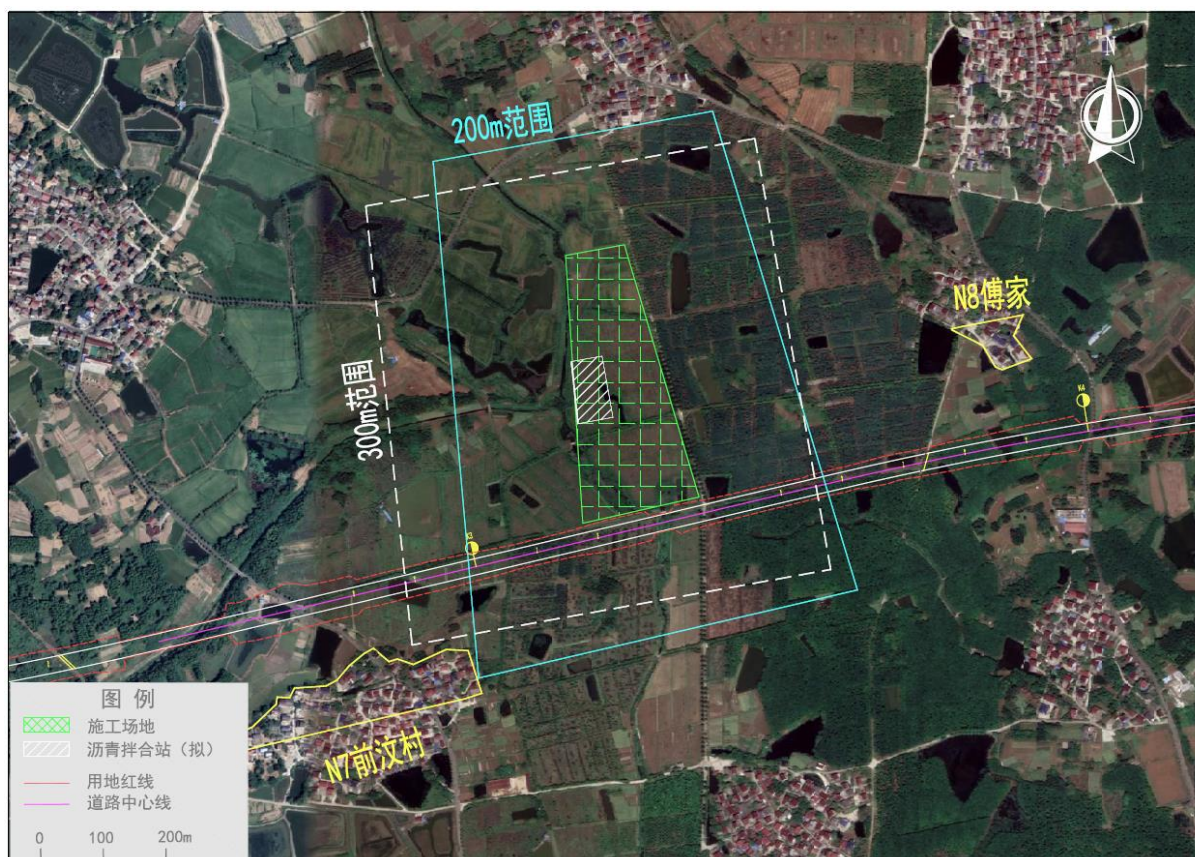 N
200m范围
300m范围
N8傅家
K4
K3
N7前汶村
图 例
施工场地
沥青拌合站（拟）
用地红线
道路中心线
0 100 200m